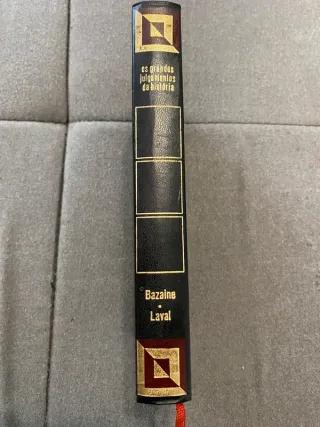 os grandes
julgamentos
da história
Bazaine
*
Laval